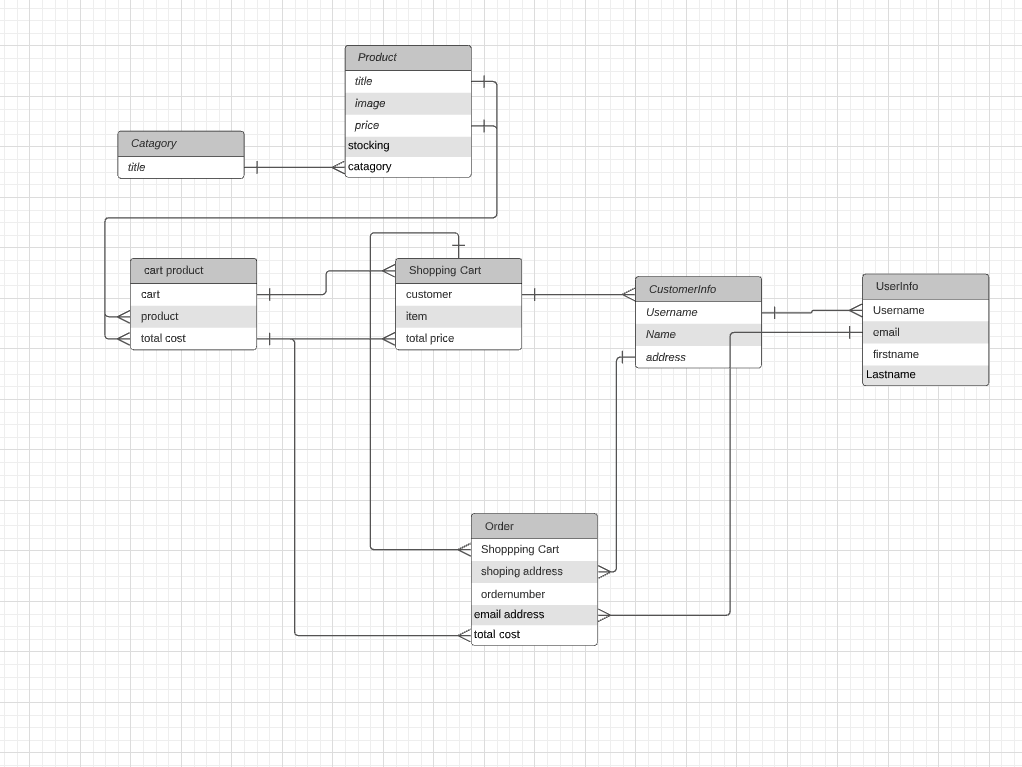 Product
title
image
price
stocking
catagory
Catagory
title
cart product
cart
product
total cost
Shopping Cart
customer
item
total price
CustomerInfo
Username
Name
address
UserInfo
Username
email
firstname
Lastname
Order
Shoppping Cart
shoping address
ordernumber
email address
total cost